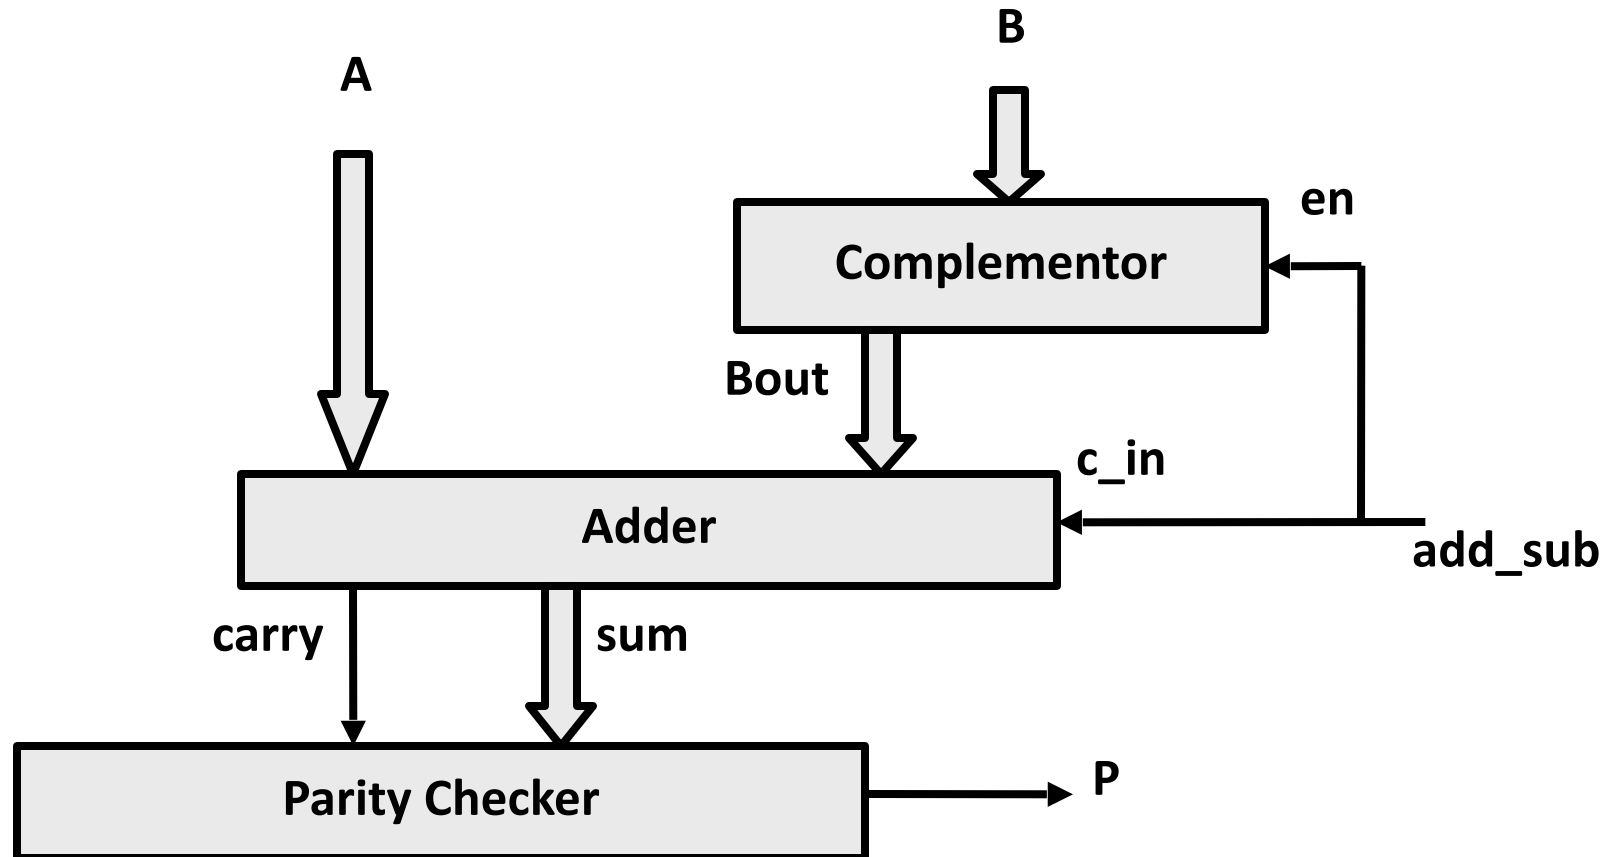 B
A
en
Complementor
Bout
c_in
Adder
add_sub
carry
sum
P
Parity Checker